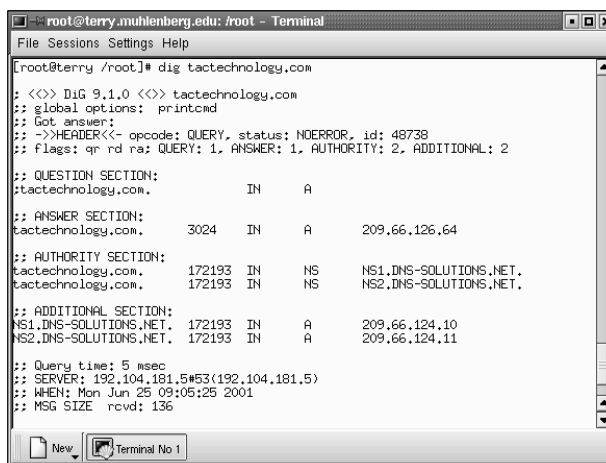 root@terry.muhlenberg.edu: /root - Terminal
File Sessions Settings Help
[root@terry /root]# dig tactechnology.com
; <<>> DiG 9.1.0 <<>> tactechnology.com
;; global options: printcmd
;; Got answer:
;; ->>HEADER<<- opcode: QUERY, status: NOERROR, id: 48738
;; flags: qr rd ra; QUERY: 1, ANSWER: 1, AUTHORITY: 2, ADDITIONAL: 2
;; QUESTION SECTION:
;tactechnology.com. IN A
;; ANSWER SECTION:
tactechnology.com. 3024 IN A 209.66.126.64
;; AUTHORITY SECTION:
tactechnology.com. 172193 IN NS NS1.DNS-SOLUTIONS.NET.
tactechnology.com. 172193 IN NS NS2.DNS-SOLUTIONS.NET.
;; ADDITIONAL SECTION:
NS1.DNS-SOLUTIONS.NET. 172193 IN A 209.66.124.10
NS2.DNS-SOLUTIONS.NET. 172193 IN A 209.66.124.11
;; Query time: 5 msec
;; SERVER: 192.104.181.5#53(192.104.181.5)
;; WHEN: Mon Jun 25 09:05:25 2001
;; MSG SIZE rcvd: 136
New Terminal No 1